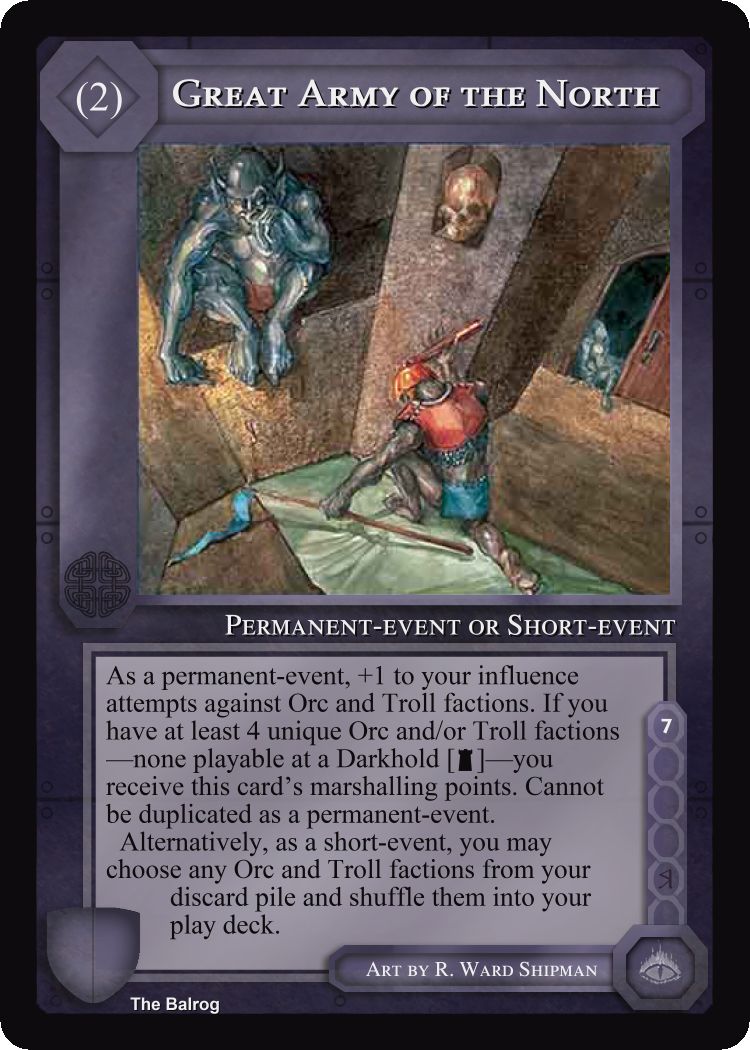 (2)
Great Army of the North
Permanent-event or Short-event
As a permanent-event, +1 to your influence
attempts against Orc and Troll factions. If you
have at least 4 unique Orc and/or Troll factions
—none playable at a Darkhold [ ]—you
receive this card's marshalling points. Cannot
be duplicated as a permanent-event.
Alternatively, as a short-event, you may
choose any Orc and Troll factions from your
discard pile and shuffle them into your
play deck.
7
Art by R. Ward Shipman
The Balrog